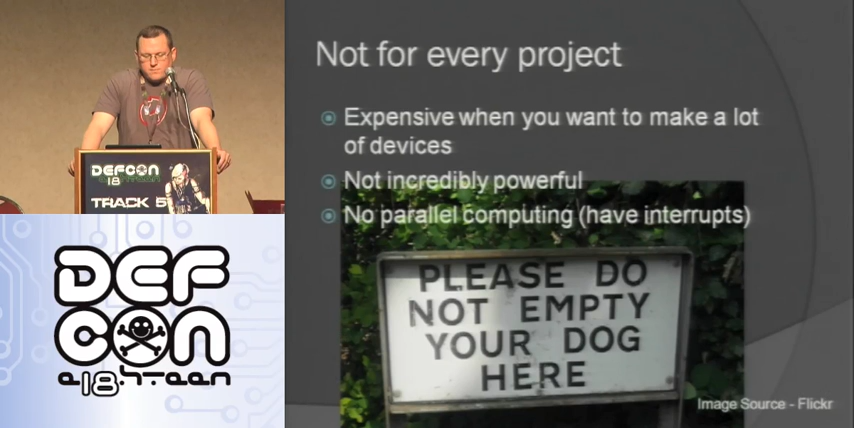 Not for every project
Expensive when you want to make a lot
of devices
Not incredibly powerful
No parallel computing (have interrupts)
PLEASE DO
NOT EMPTY
YOUR DOG
HERE
Image Source - Flickr
DEFCON
18
TRACK 5
DEF
CON
e18hteen